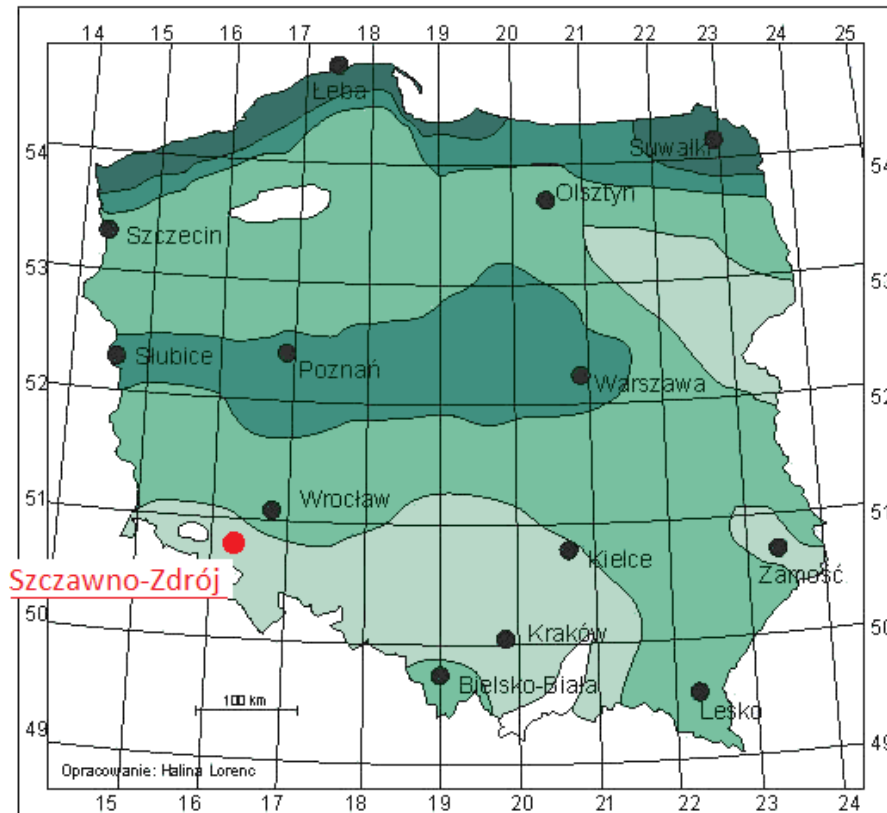 14 15 16 17 18 19 20 21 22 23 24 25
Łeba
54
Suwałki
54
Olsztyn
Szczecin
53
53
Słubice
Poznań
Warszawa
52
52
Wrocław
51
51
Kielce
Zamość
Szczawno-Zdrój
50
50
Kraków
Bielsko-Biała
Lesko
100 km
49
49
Opracowanie: Halina Lorenc
15 16 17 18 19 20 21 22 23 24